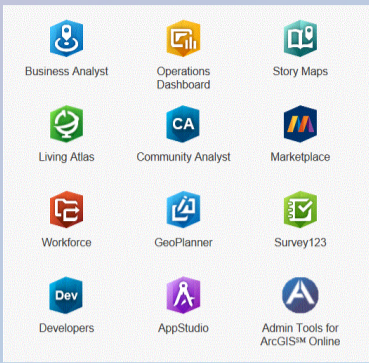 Business Analyst
Operations
Dashboard
Story Maps
Living Atlas
CA
Community Analyst
Marketplace
Workforce
GeoPlanner
Survey123
Dev
Developers
AppStudio
Admin Tools for
ArcGIS℠ Online